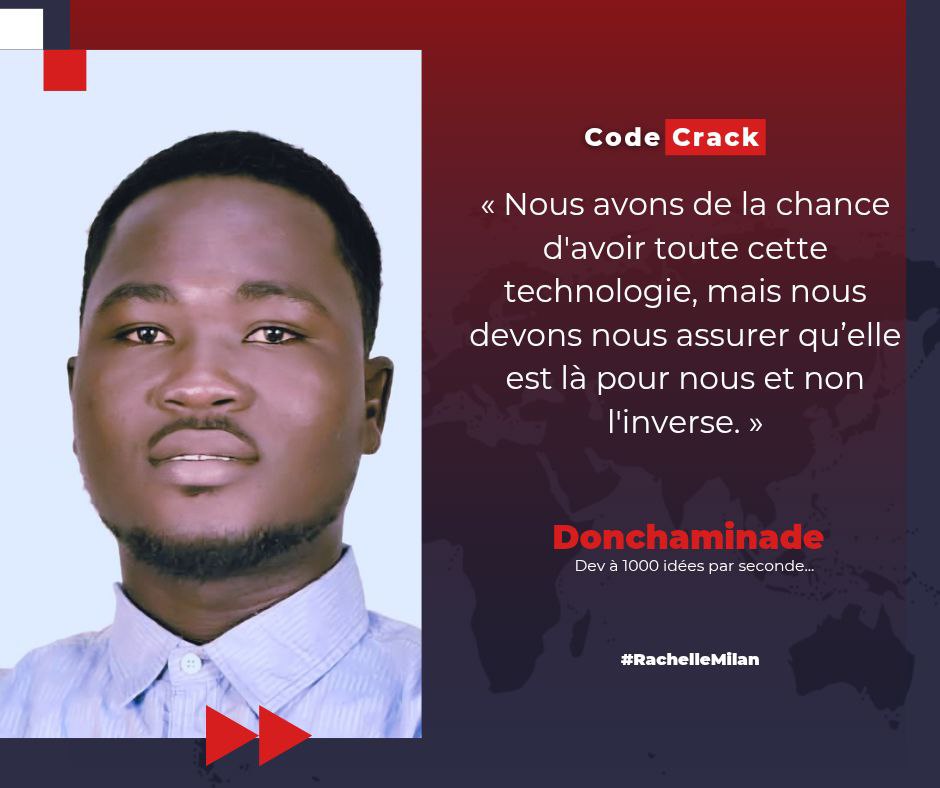 Code Crack
« Nous avons de la chance
d'avoir toute cette
technologie, mais nous
devons nous assurer qu’elle
est là pour nous et non
l'inverse. »
Donchaminade
Dev à 1000 idées par seconde...
#RachelleMilan